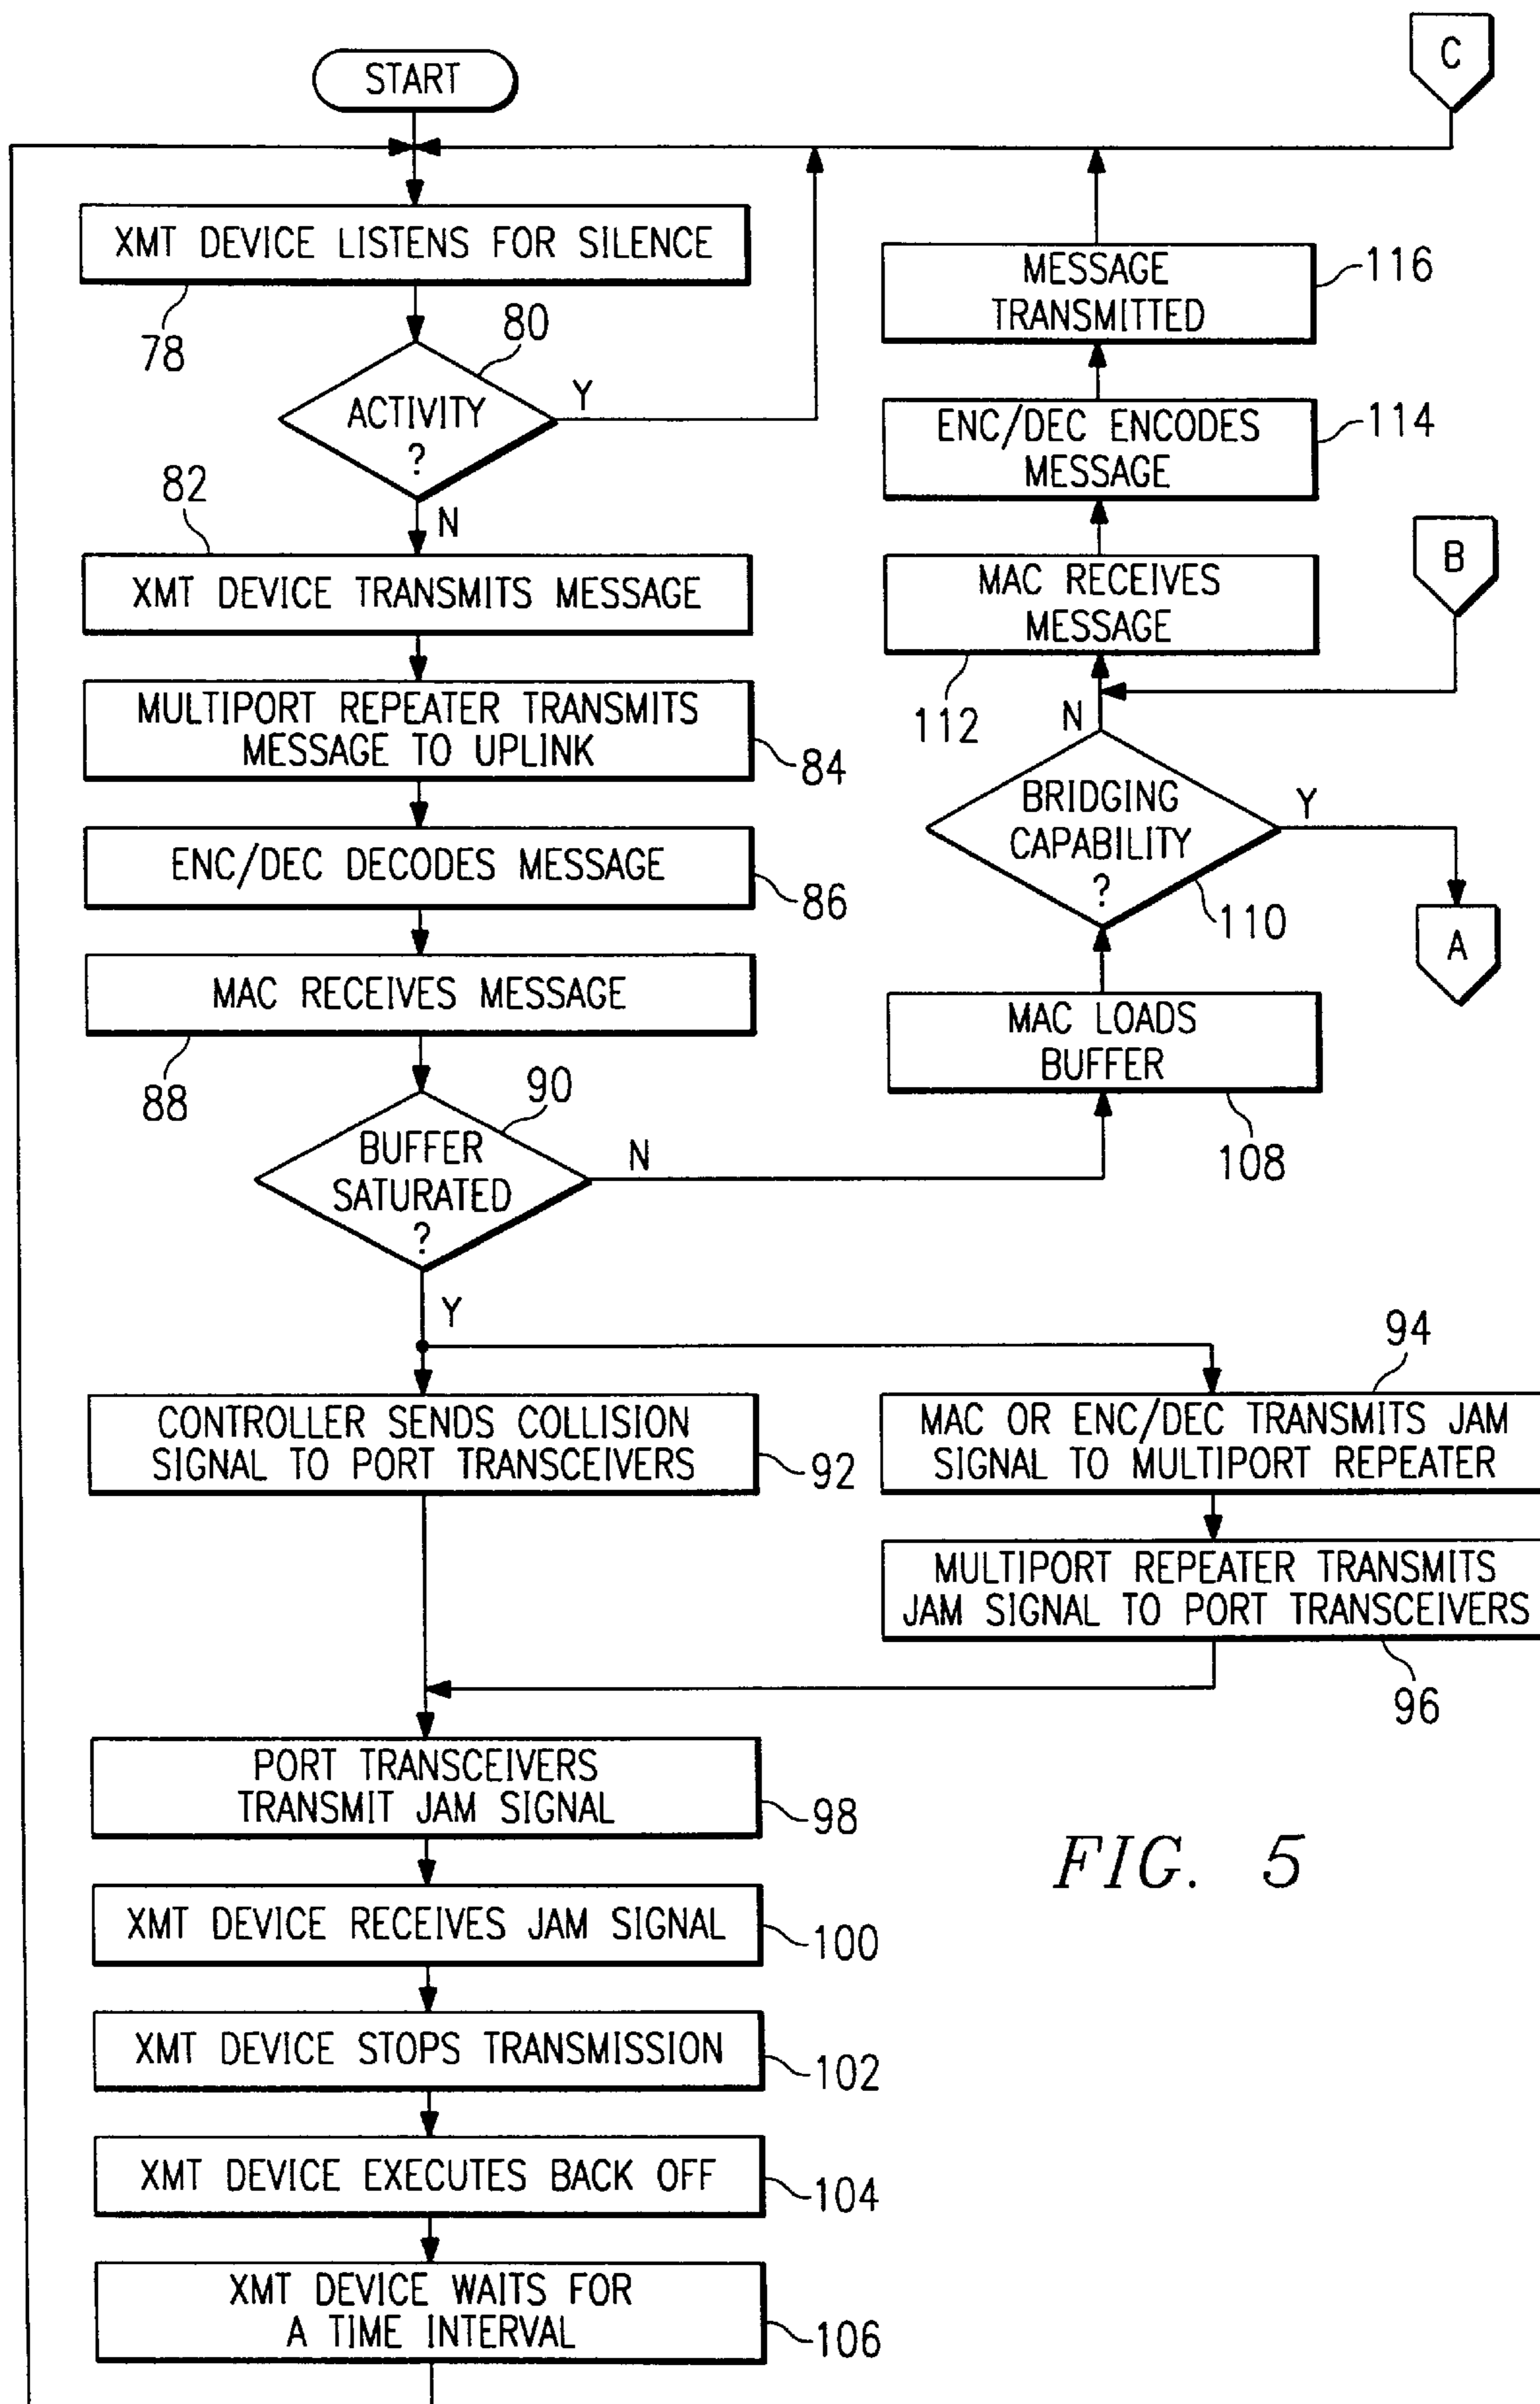 START
C
XMT DEVICE LISTENS FOR SILENCE
78
80
ACTIVITY
?
Y
N
82
XMT DEVICE TRANSMITS MESSAGE
MULTIPORT REPEATER TRANSMITS
MESSAGE TO UPLINK
84
ENC/DEC DECODES MESSAGE
86
MAC RECEIVES MESSAGE
88
90
BUFFER
SATURATED
?
N
Y
MESSAGE
TRANSMITTED
116
ENC/DEC ENCODES
MESSAGE
114
MAC RECEIVES
MESSAGE
112
B
N
BRIDGING
CAPABILITY
?
Y
110
A
MAC LOADS
BUFFER
108
CONTROLLER SENDS COLLISION
SIGNAL TO PORT TRANSCEIVERS
92
94
MAC OR ENC/DEC TRANSMITS JAM
SIGNAL TO MULTIPORT REPEATER
MULTIPORT REPEATER TRANSMITS
JAM SIGNAL TO PORT TRANSCEIVERS
96
PORT TRANSCEIVERS
TRANSMIT JAM SIGNAL
98
FIG. 5
XMT DEVICE RECEIVES JAM SIGNAL
100
XMT DEVICE STOPS TRANSMISSION
102
XMT DEVICE EXECUTES BACK OFF
104
XMT DEVICE WAITS FOR
A TIME INTERVAL
106